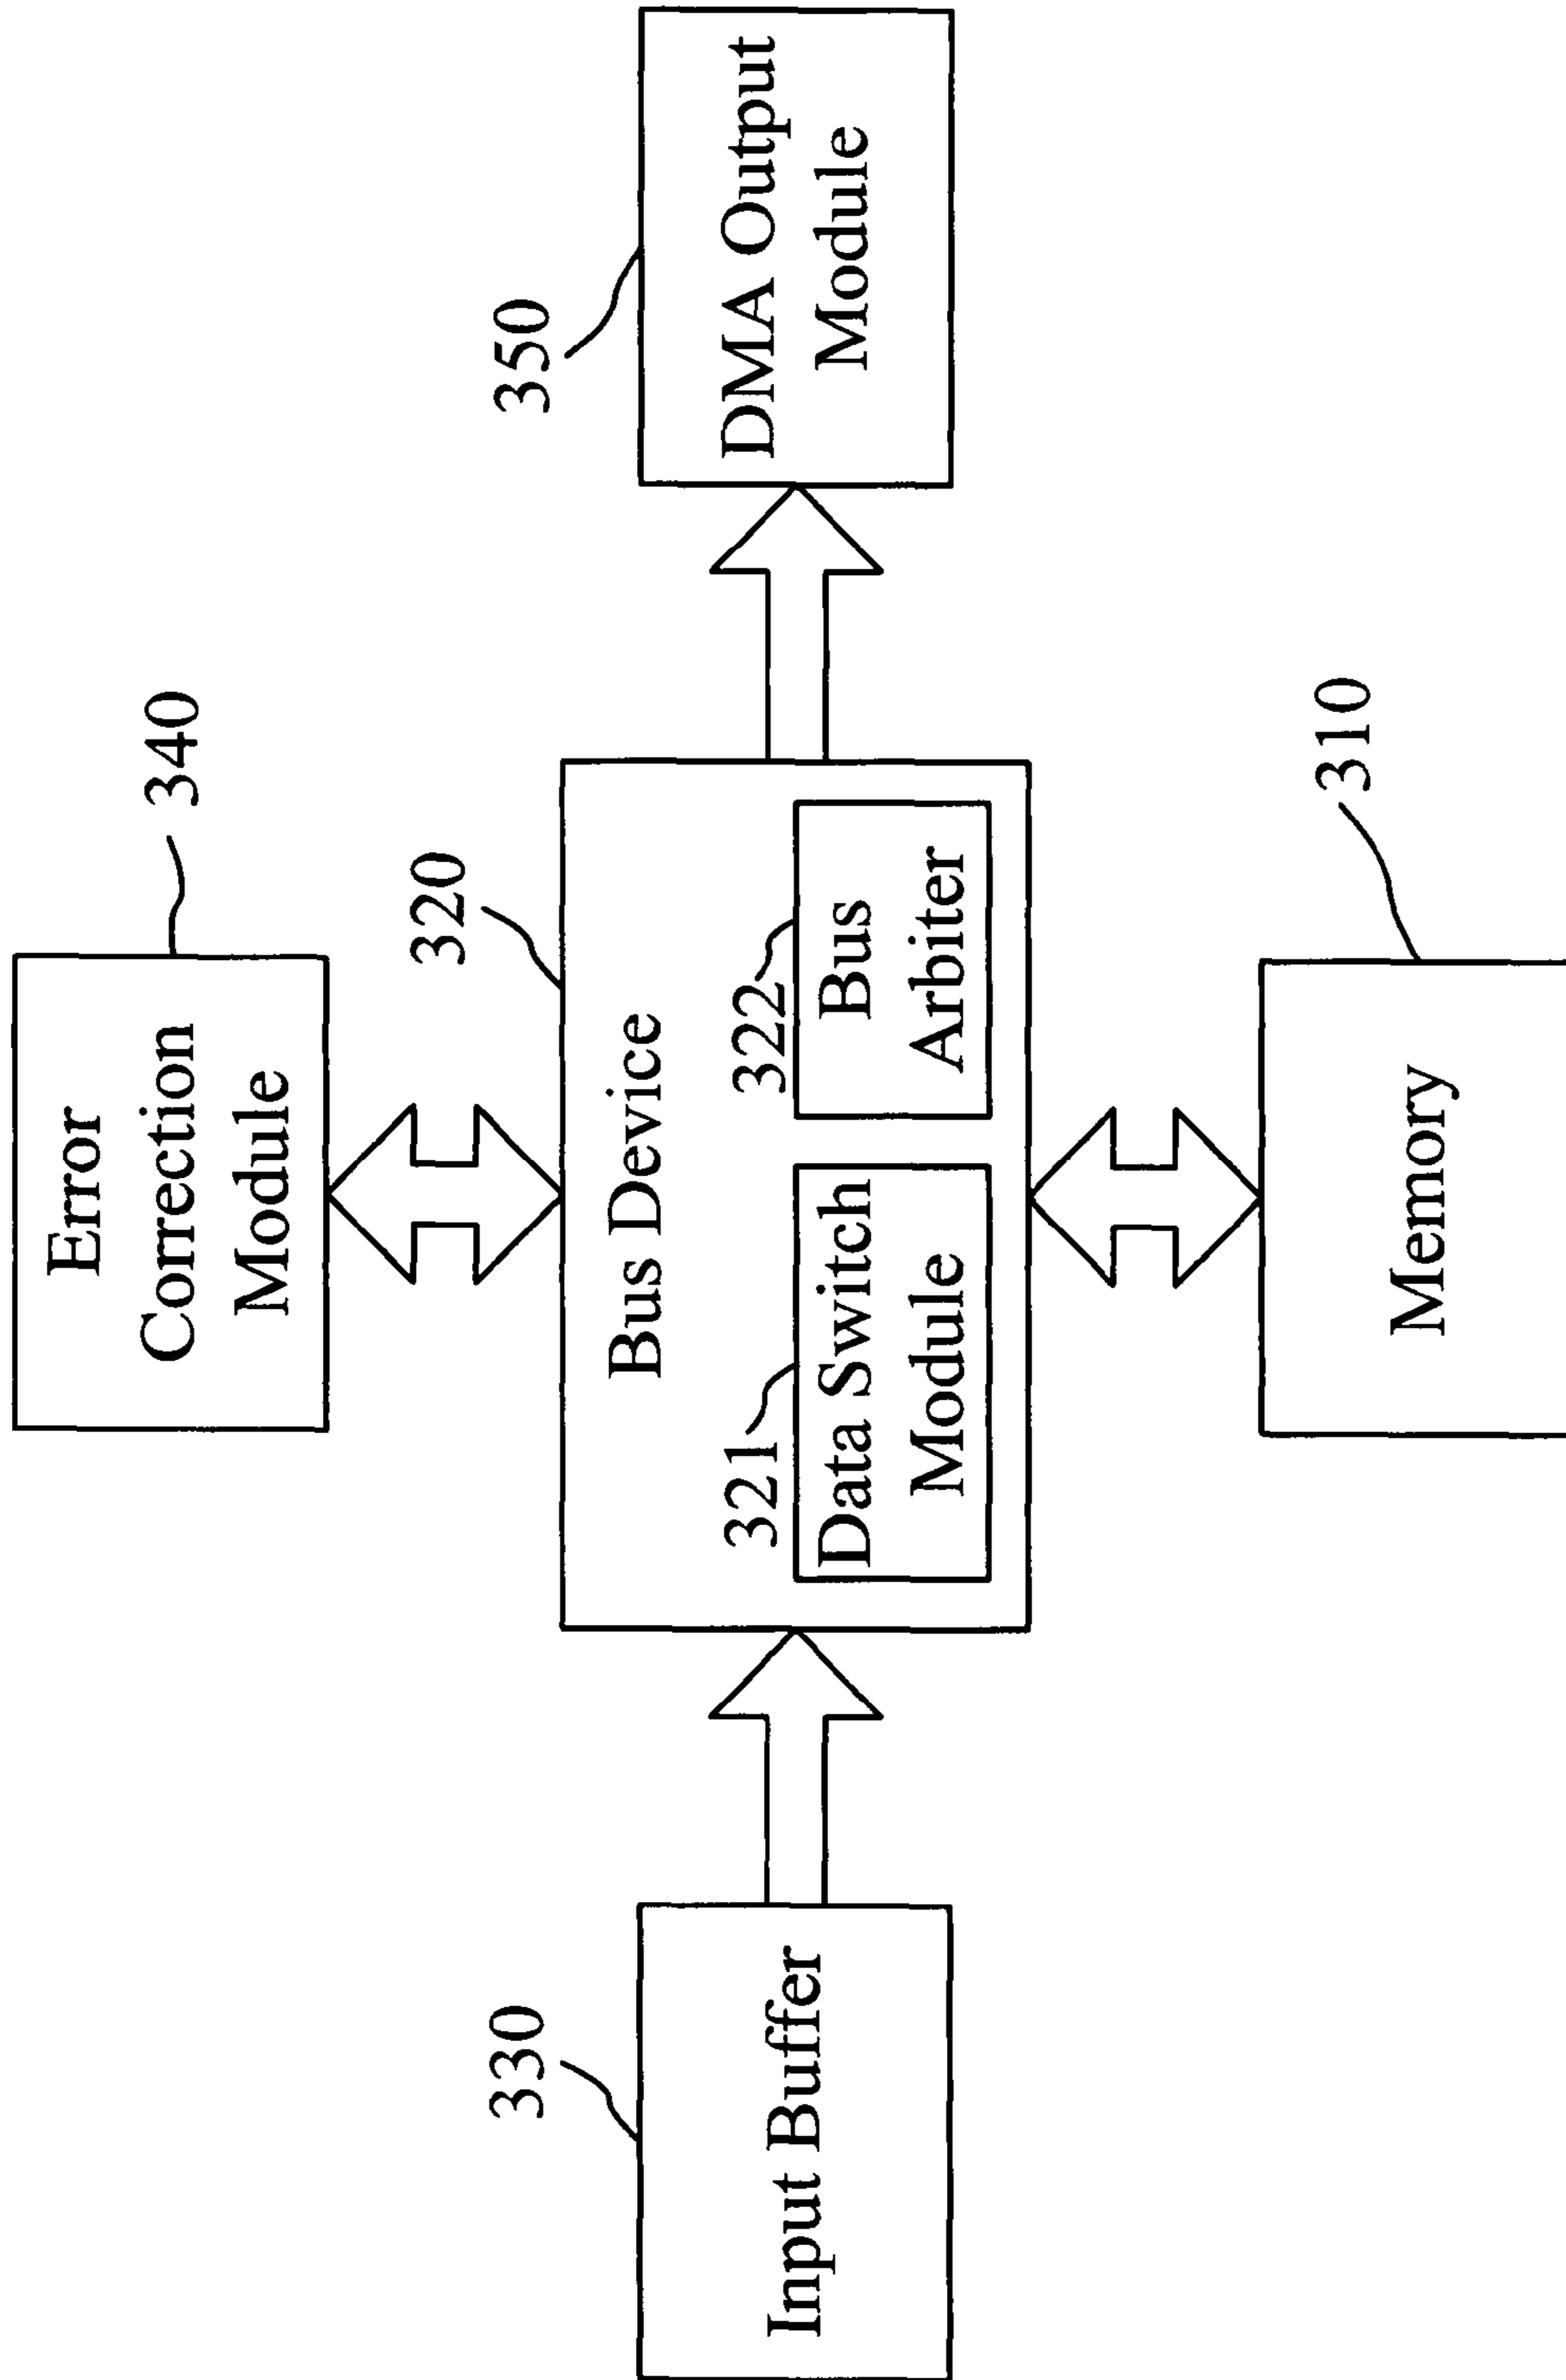 Error
Correction
Module
340
320
Bus Device
321
Data Switch
Module
322
Bus
Arbiter
330
Input Buffer
350
DMA Output
Module
310
Memory